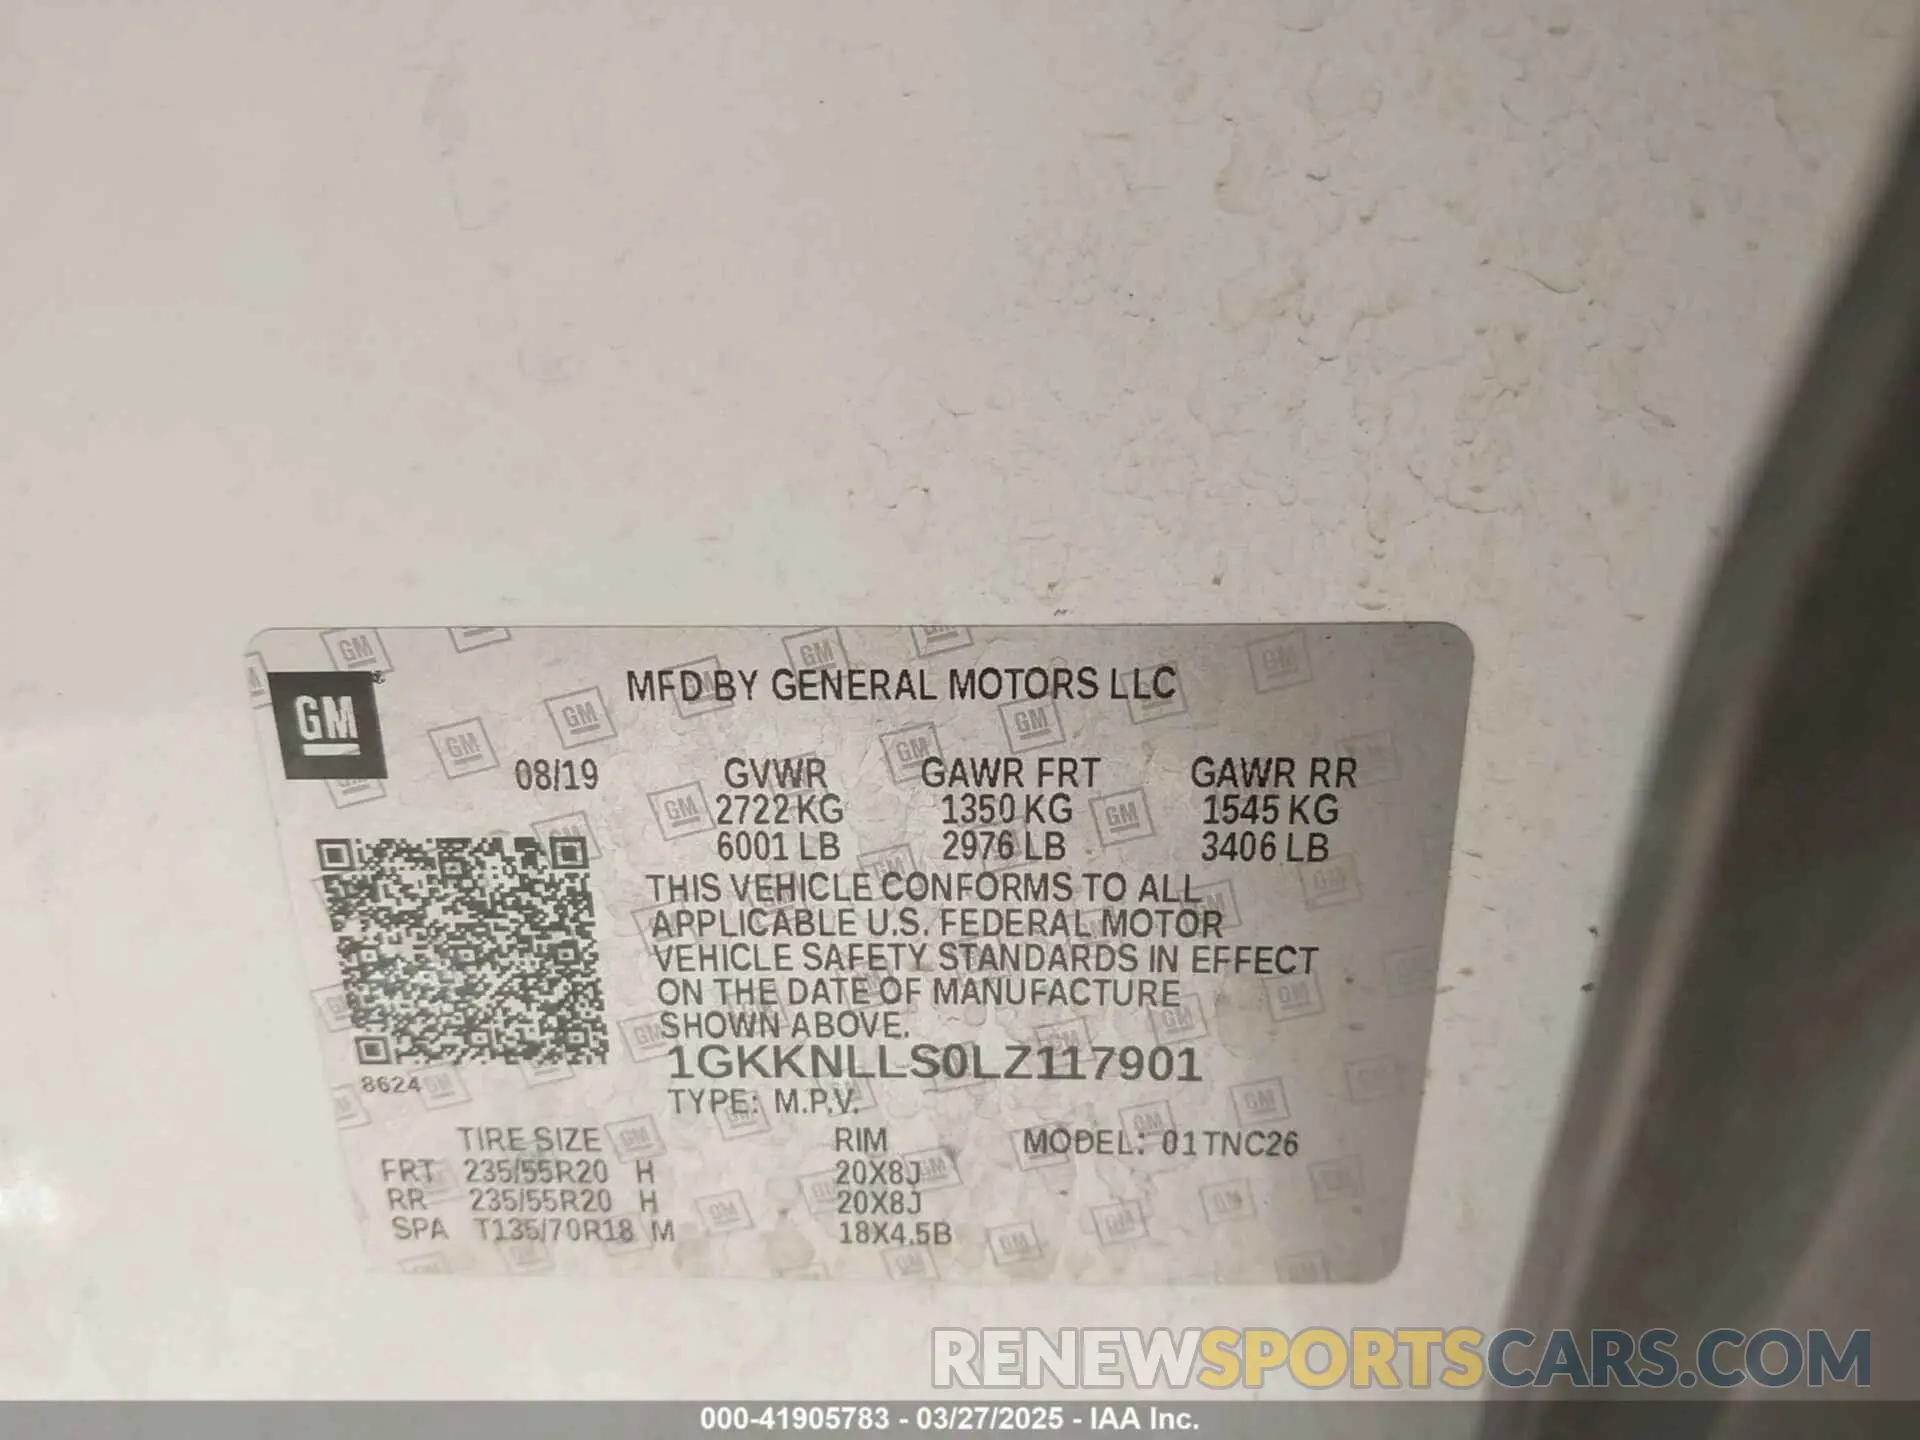 GM
MFD BY GENERAL MOTORS LLC
08/19 GVWR GAWR FRT GAWR RR
2722 KG 1350 KG 1545 KG
6001 LB 2976 LB 3406 LB
THIS VEHICLE CONFORMS TO ALL
APPLICABLE U.S. FEDERAL MOTOR
VEHICLE SAFETY STANDARDS IN EFFECT
ON THE DATE OF MANUFACTURE
SHOWN ABOVE.
1GKKNLLS0LZ117901
8624
TYPE: M.P.V.
TIRE SIZE RIM MODEL: 01TNC26
FRT 235/55R20 H 20X8J
RR 235/55R20 H 20X8J
SPA T135/70R18 M 18X4.5B
RENEWSPORTSCARS.COM
000-41905783 - 03/27/2025 - IAA Inc.